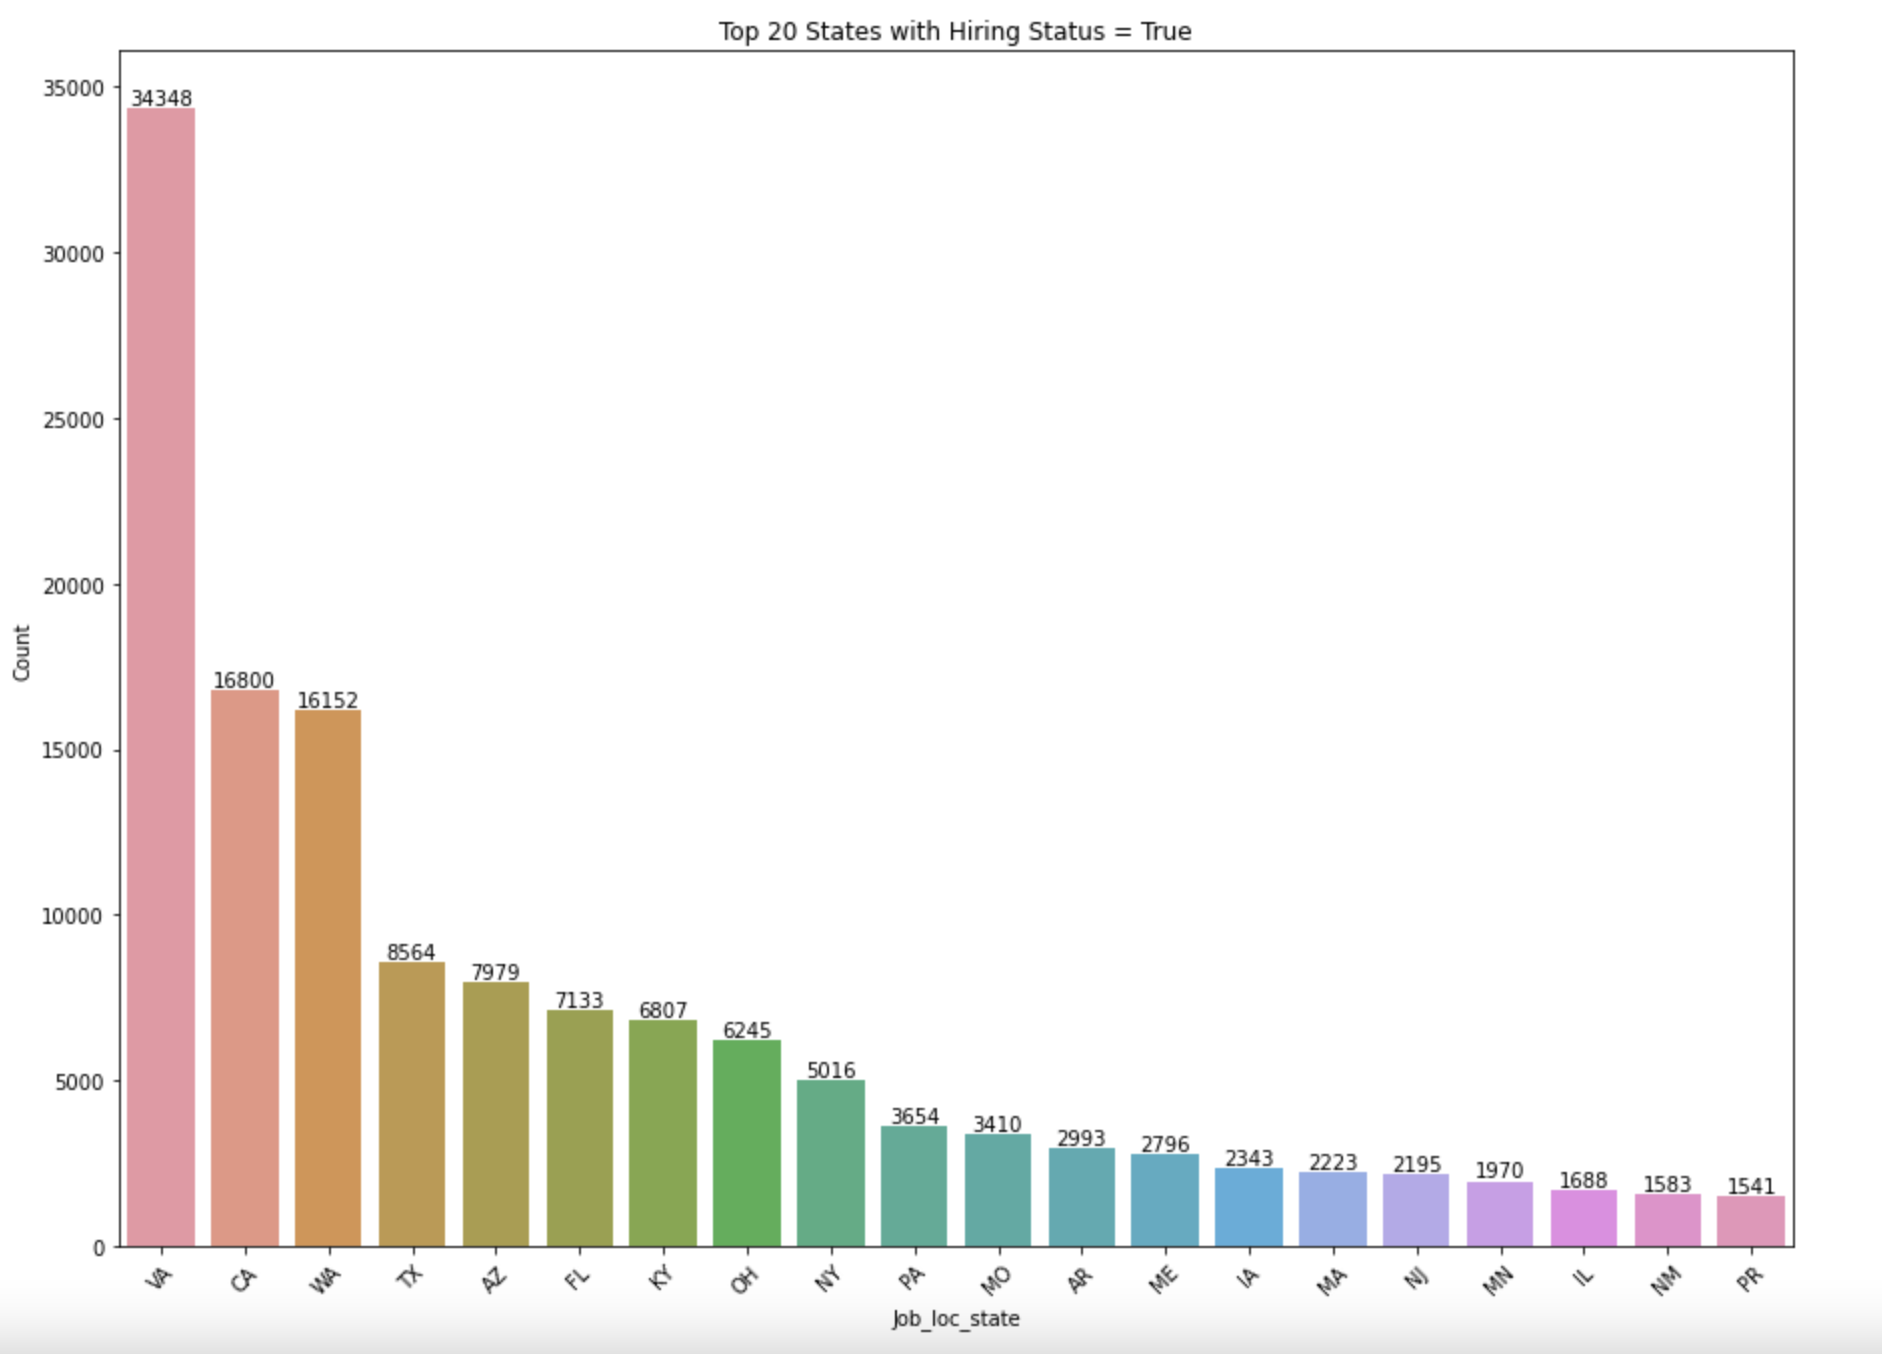 Top 20 States with Hiring Status = True
35000
30000
25000
20000
15000
10000
5000
0
Count
34348
16800
16152
8564
7979
7133
6807
6245
5016
3654
3410
2993
2796
2343
2223
2195
1970
1688
1583
1541
VA
CA
WA
TX
AZ
FL
KY
OH
NY
PA
MO
AR
ME
IA
MA
NJ
MN
IL
NM
PR
Job_loc_state